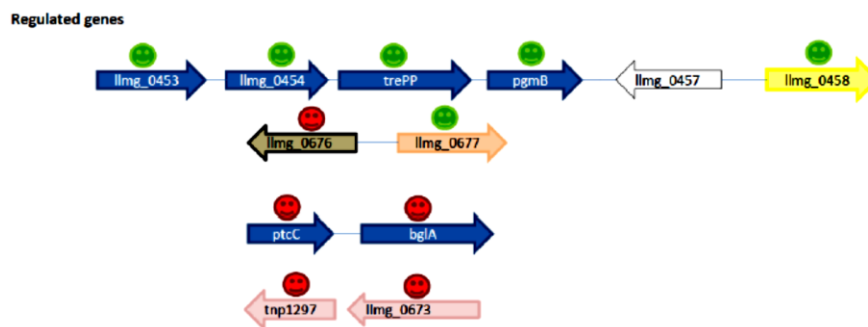 Regulated genes
llmg_0453 llmg_0454 trePP pgmB llmg_0457 llmg_0458
llmg_0676 llmg_0677
ptcC bglA
tnp1297 llmg_0673